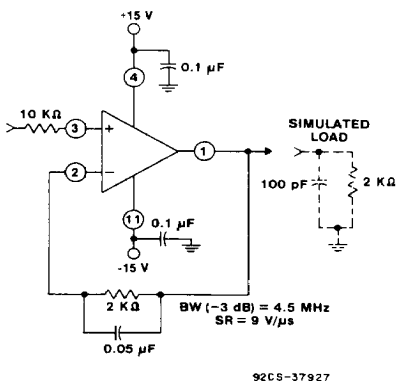 +15 V
4
0.1 µF
10 KΩ
3
+
1
2
−
SIMULATED
LOAD
100 pF
2 KΩ
11
0.1 µF
-15 V
2 KΩ
BW (−3 dB) = 4.5 MHz
SR = 9 V/µs
0.05 µF
92CS-37927